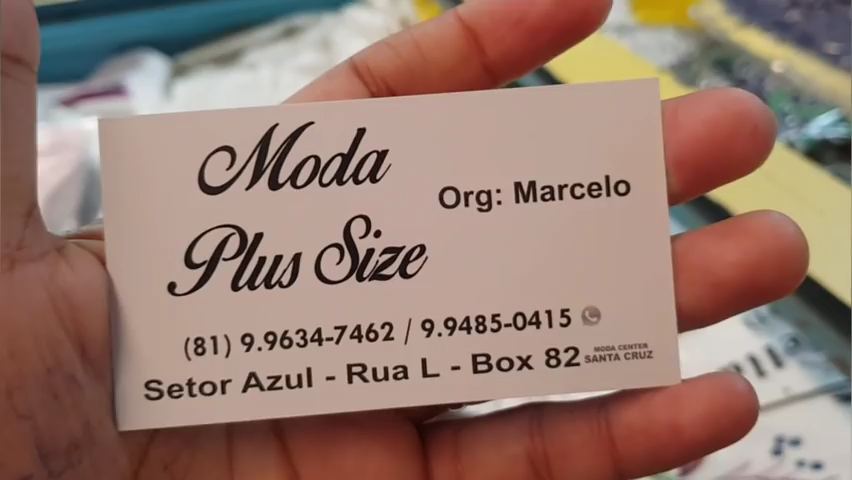 Moda
Plus Size
Org: Marcelo
(81) 9.9634-7462 / 9.9485-0415
Setor Azul - Rua L - Box 82
MODA CENTER
SANTA CRUZ